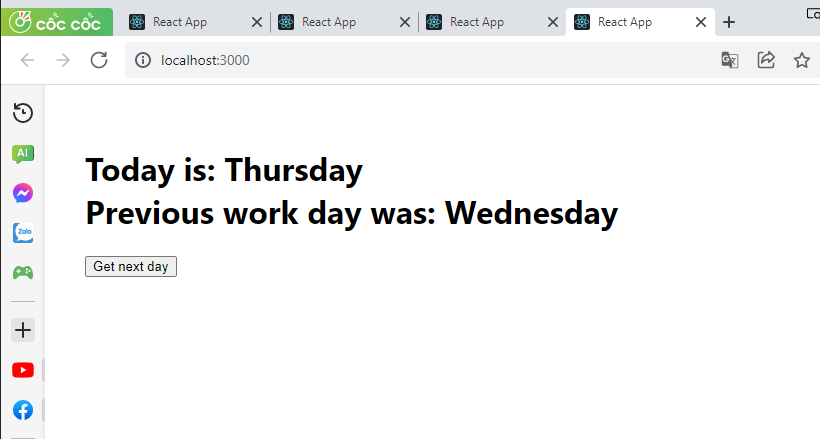 cốc cốc
React App
React App
React App
React App
localhost:3000
Today is: Thursday
Previous work day was: Wednesday
Get next day
AI
Zalo